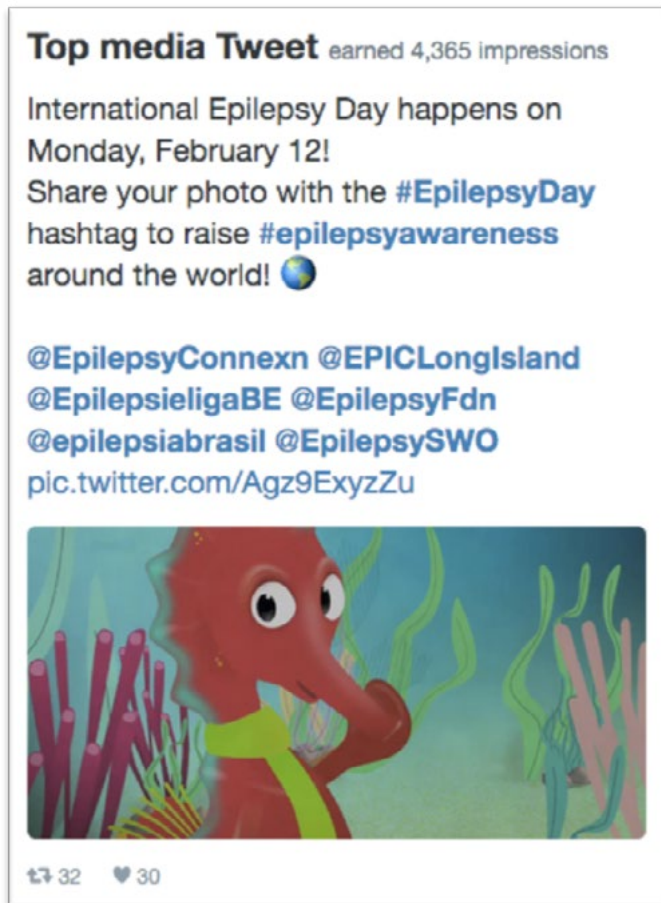 Top media Tweet earned 4,365 impressions
International Epilepsy Day happens on
Monday, February 12!
Share your photo with the #EpilepsyDay
hashtag to raise #epilepsyawareness
around the world! 🌎
@EpilepsyConnexn @EPICLongIsland
@EpilepsieligaBE @EpilepsyFdn
@epilepsiabrasil @EpilepsySWO
pic.twitter.com/Agz9ExyzZu
32 30